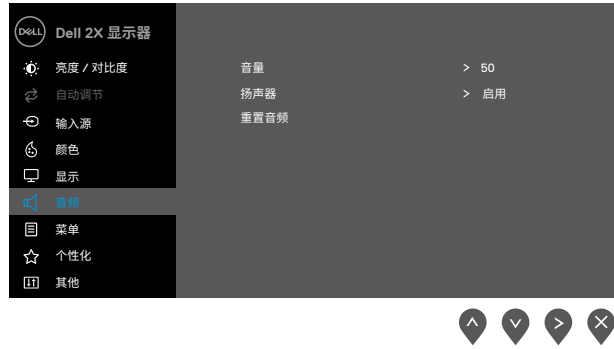 DELL Dell 2X 显示器
亮度 / 对比度
自动调节
输入源
颜色
显示
音频
菜单
个性化
其他
音量 > 50
扬声器 > 启用
重置音频